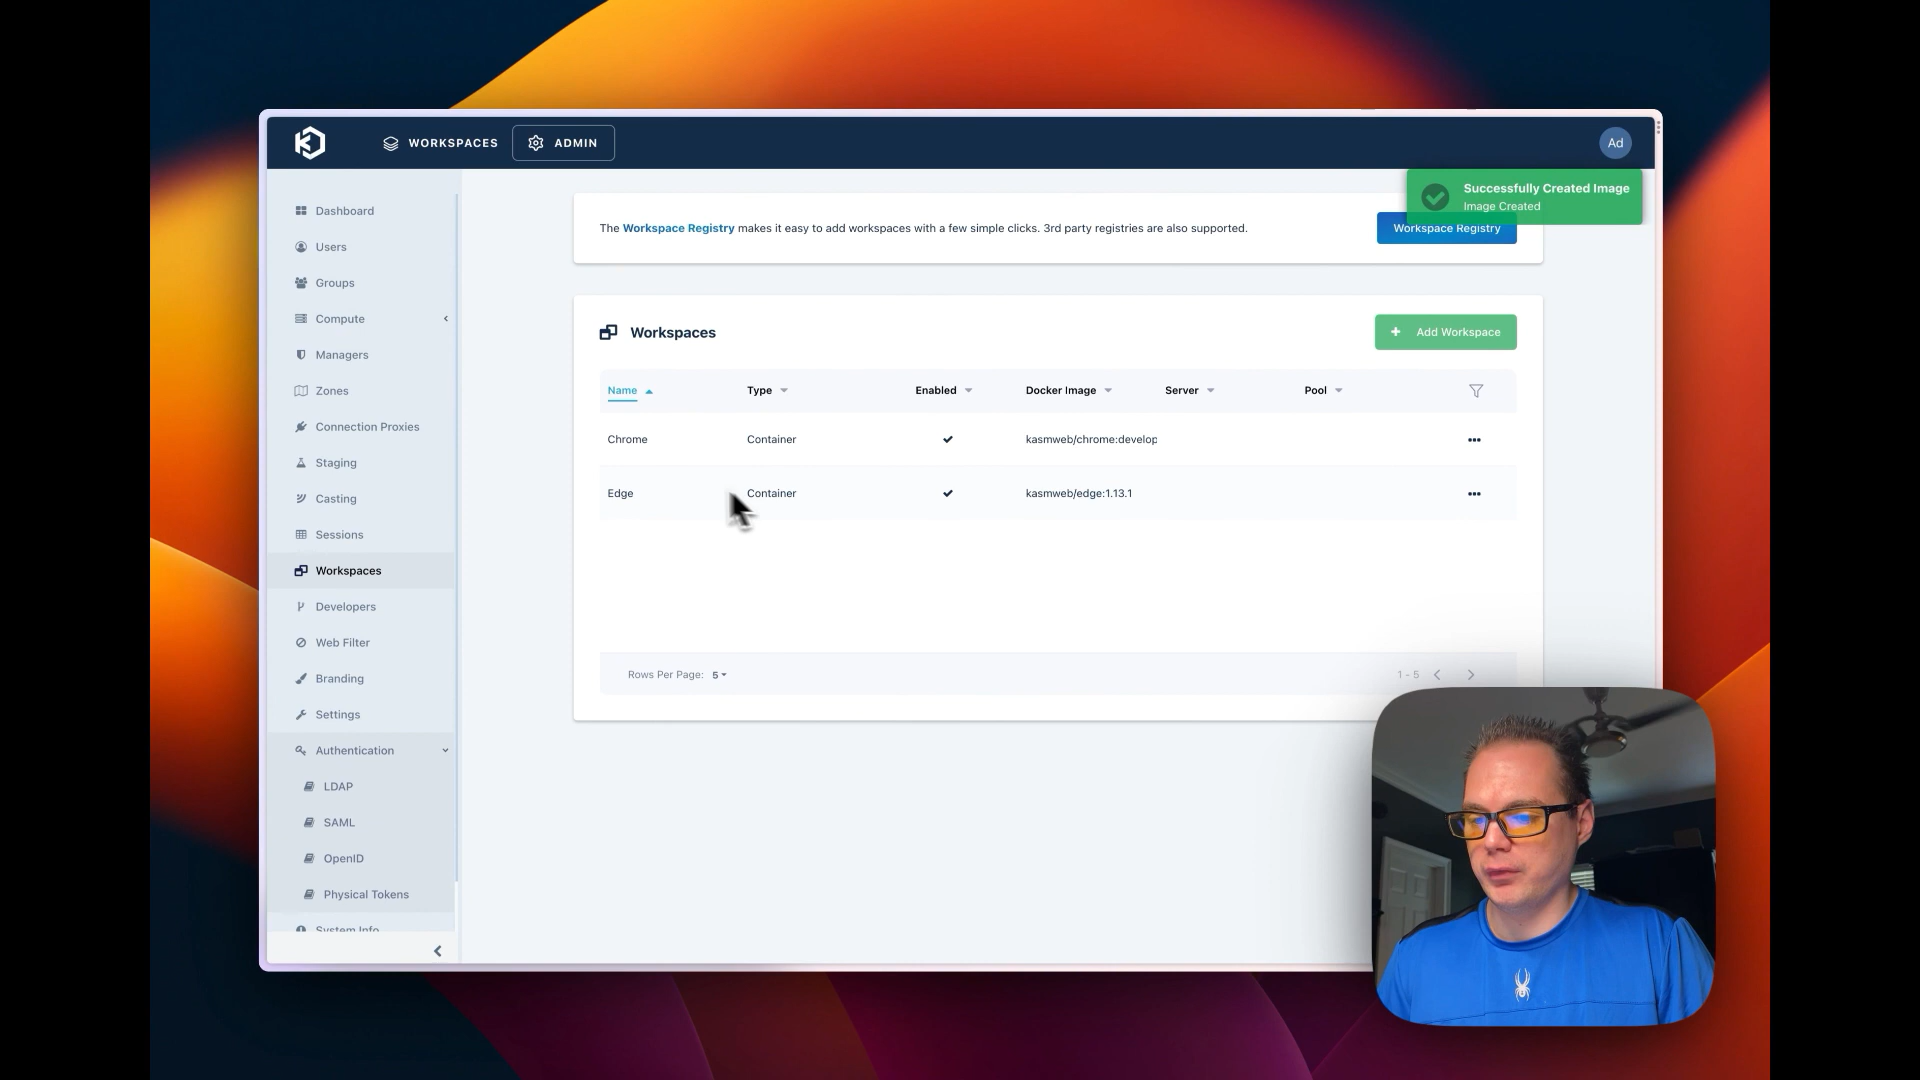 WORKSPACES
ADMIN
Ad
Successfully Created Image
Image Created
Dashboard
Users
Groups
Compute
Managers
Zones
Connection Proxies
Staging
Casting
Sessions
Workspaces
Developers
Web Filter
Branding
Settings
Authentication
LDAP
SAML
OpenID
Physical Tokens
System Info
The Workspace Registry makes it easy to add workspaces with a few simple clicks. 3rd party registries are also supported.
Workspace Registry
Workspaces
+ Add Workspace
Name Type Enabled Docker Image Server Pool
Chrome Container kasmweb/chrome:develop
Edge Container kasmweb/edge:1.13.1
Rows Per Page: 5
1 - 5